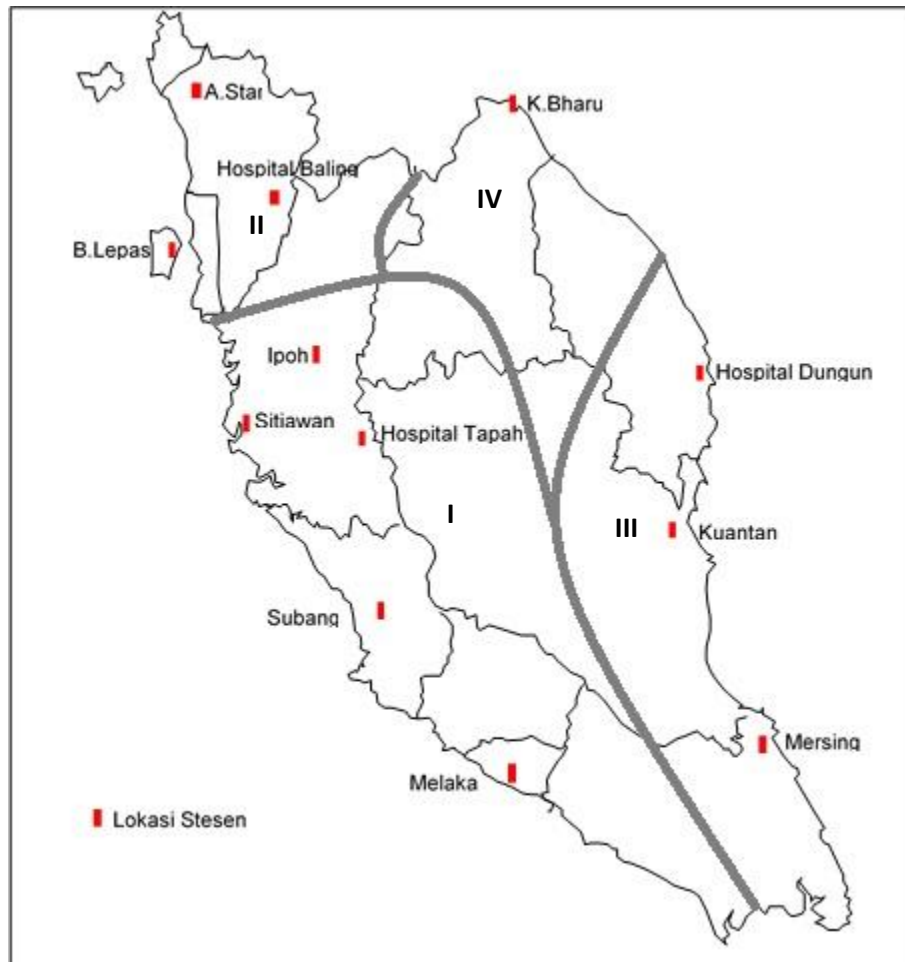 A.Star
K.Bharu
Hospital Baling
IV
II
B.Lepas
Ipoh
Hospital Dungun
Sitiawan
Hospital Tapah
I
III
Kuantan
Subang
Mersing
Melaka
Lokasi Stesen